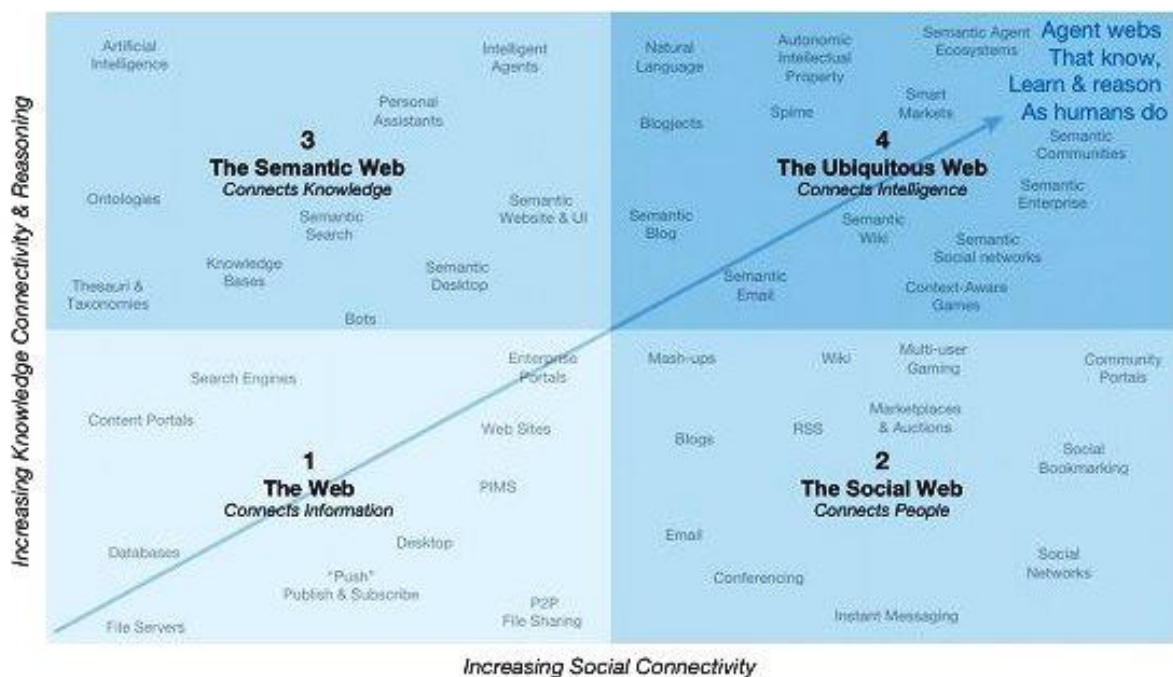 Artificial
Intelligence
Intelligent
Agents
Personal
Assistants
3
The Semantic Web
Connects Knowledge
Ontologies
Semantic
Search
Semantic
Website & UI
Knowledge
Bases
Semantic
Desktop
Thesauri &
Taxonomies
Bots
Natural
Language
Autonomic
Intellectual
Property
Semantic Agent
Ecosystems
Agent webs
That know,
Learn & reason
As humans do
Blogjects
Spime
Smart
Markets
4
The Ubiquitous Web
Connects Intelligence
Semantic
Communities
Semantic
Enterprise
Semantic
Blog
Semantic
Wiki
Semantic
Social networks
Semantic
Email
Context-Aware
Games
Search Engines
Enterprise
Portals
Content Portals
Web Sites
1
The Web
Connects Information
PIMS
Databases
Desktop
"Push"
Publish & Subscribe
File Servers
P2P
File Sharing
Mash-ups
Wiki
Multi-user
Gaming
Community
Portals
Blogs
RSS
Marketplaces
& Auctions
Social
Bookmarking
2
The Social Web
Connects People
Email
Conferencing
Social
Networks
Instant Messaging
Increasing Knowledge Connectivity & Reasoning
Increasing Social Connectivity